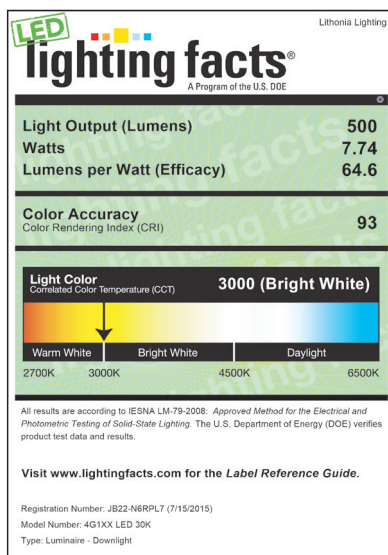 Lithonia Lighting
LED
lighting facts®
A Program of the U.S. DOE
©
Light Output (Lumens) 500
Watts 7.74
Lumens per Watt (Efficacy) 64.6
Color Accuracy
Color Rendering Index (CRI) 93
Light Color
Correlated Color Temperature (CCT) 3000 (Bright White)
Warm White Bright White Daylight
2700K 3000K 4500K 6500K
All results are according to IESNA LM-79-2008: Approved Method for the Electrical and
Photometric Testing of Solid-State Lighting. The U.S. Department of Energy (DOE) verifies
product test data and results.
Visit www.lightingfacts.com for the Label Reference Guide.
Registration Number: JB22-N6RPL7 (7/15/2015)
Model Number: 4G1XX LED 30K
Type: Luminaire - Downlight